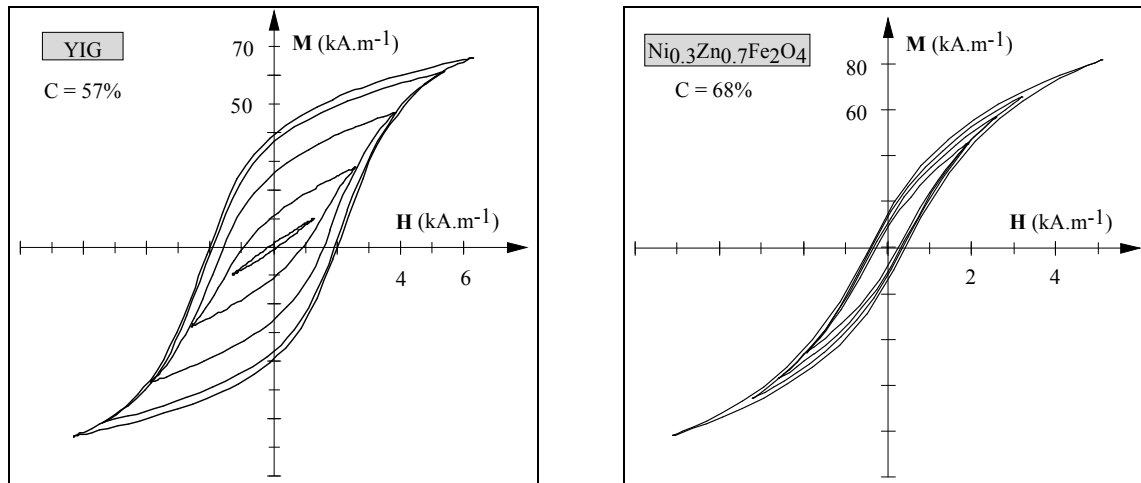 YIG
C = 57%
M (kA.m-1)
70
50
H (kA.m-1)
4 6
Ni0.3Zn0.7Fe2O4
C = 68%
M (kA.m-1)
80
60
H (kA.m-1)
2 4